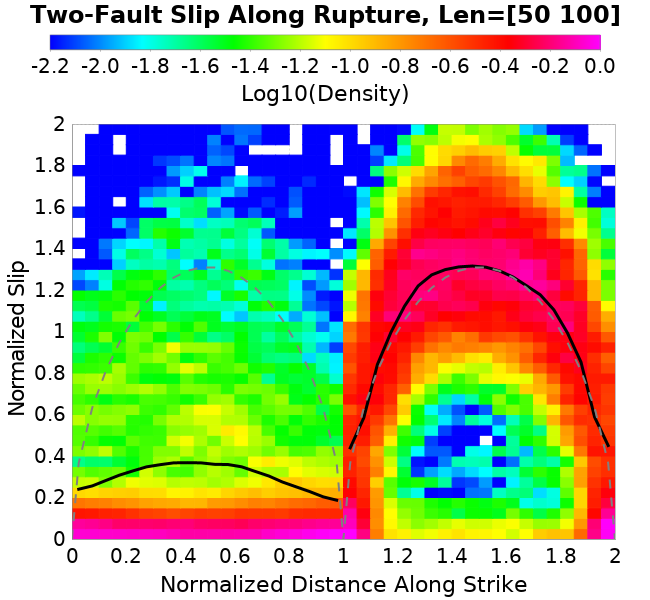 Two-Fault Slip Along Rupture, Len=[50 100]
-2.2 -2.0 -1.8 -1.6 -1.4 -1.2 -1.0 -0.8 -0.6 -0.4 -0.2 0.0
Log10(Density)
Normalized Slip
2
1.8
1.6
1.4
1.2
1
0.8
0.6
0.4
0.2
0
0 0.2 0.4 0.6 0.8 1 1.2 1.4 1.6 1.8 2
Normalized Distance Along Strike